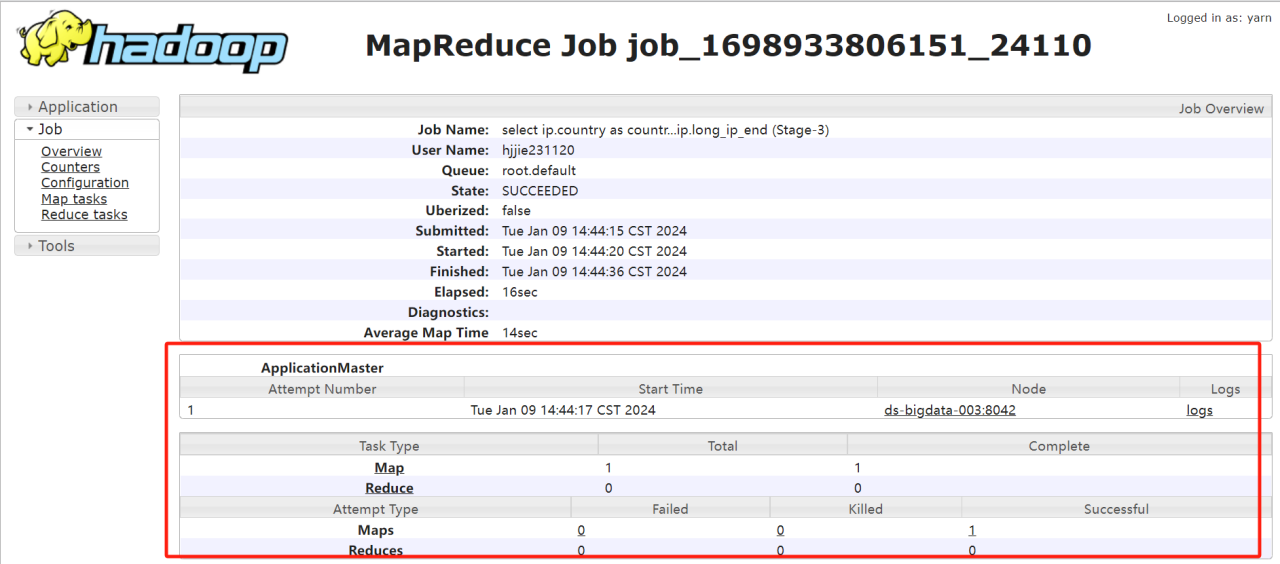 Logged in as: yarn
hadoop
MapReduce Job job_1698933806151_24110
Application
Job
Overview
Counters
Configuration
Map tasks
Reduce tasks
Tools
Job Overview
Job Name: select ip.country as countr...ip.long_ip_end (Stage-3)
User Name: hjjie231120
Queue: root.default
State: SUCCEEDED
Uberized: false
Submitted: Tue Jan 09 14:44:15 CST 2024
Started: Tue Jan 09 14:44:20 CST 2024
Finished: Tue Jan 09 14:44:36 CST 2024
Elapsed: 16sec
Diagnostics:
Average Map Time 14sec
ApplicationMaster
Attempt Number Start Time Node Logs
1 Tue Jan 09 14:44:17 CST 2024 ds-bigdata-003:8042 logs
Task Type Total Complete
Map 1 1
Reduce 0 0
Attempt Type Failed Killed Successful
Maps 0 0 1
Reduces 0 0 0